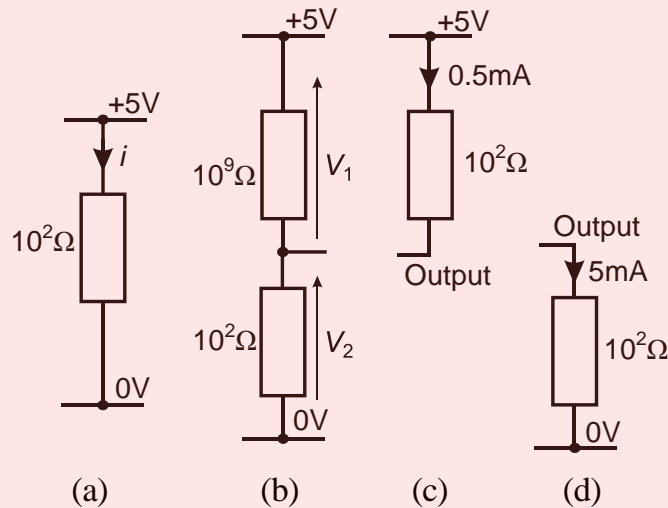 +5V
i
10²Ω
0V
(a)
+5V
10⁹Ω
V₁
10²Ω
V₂
0V
(b)
+5V
0.5mA
10²Ω
Output
(c)
Output
5mA
10²Ω
0V
(d)